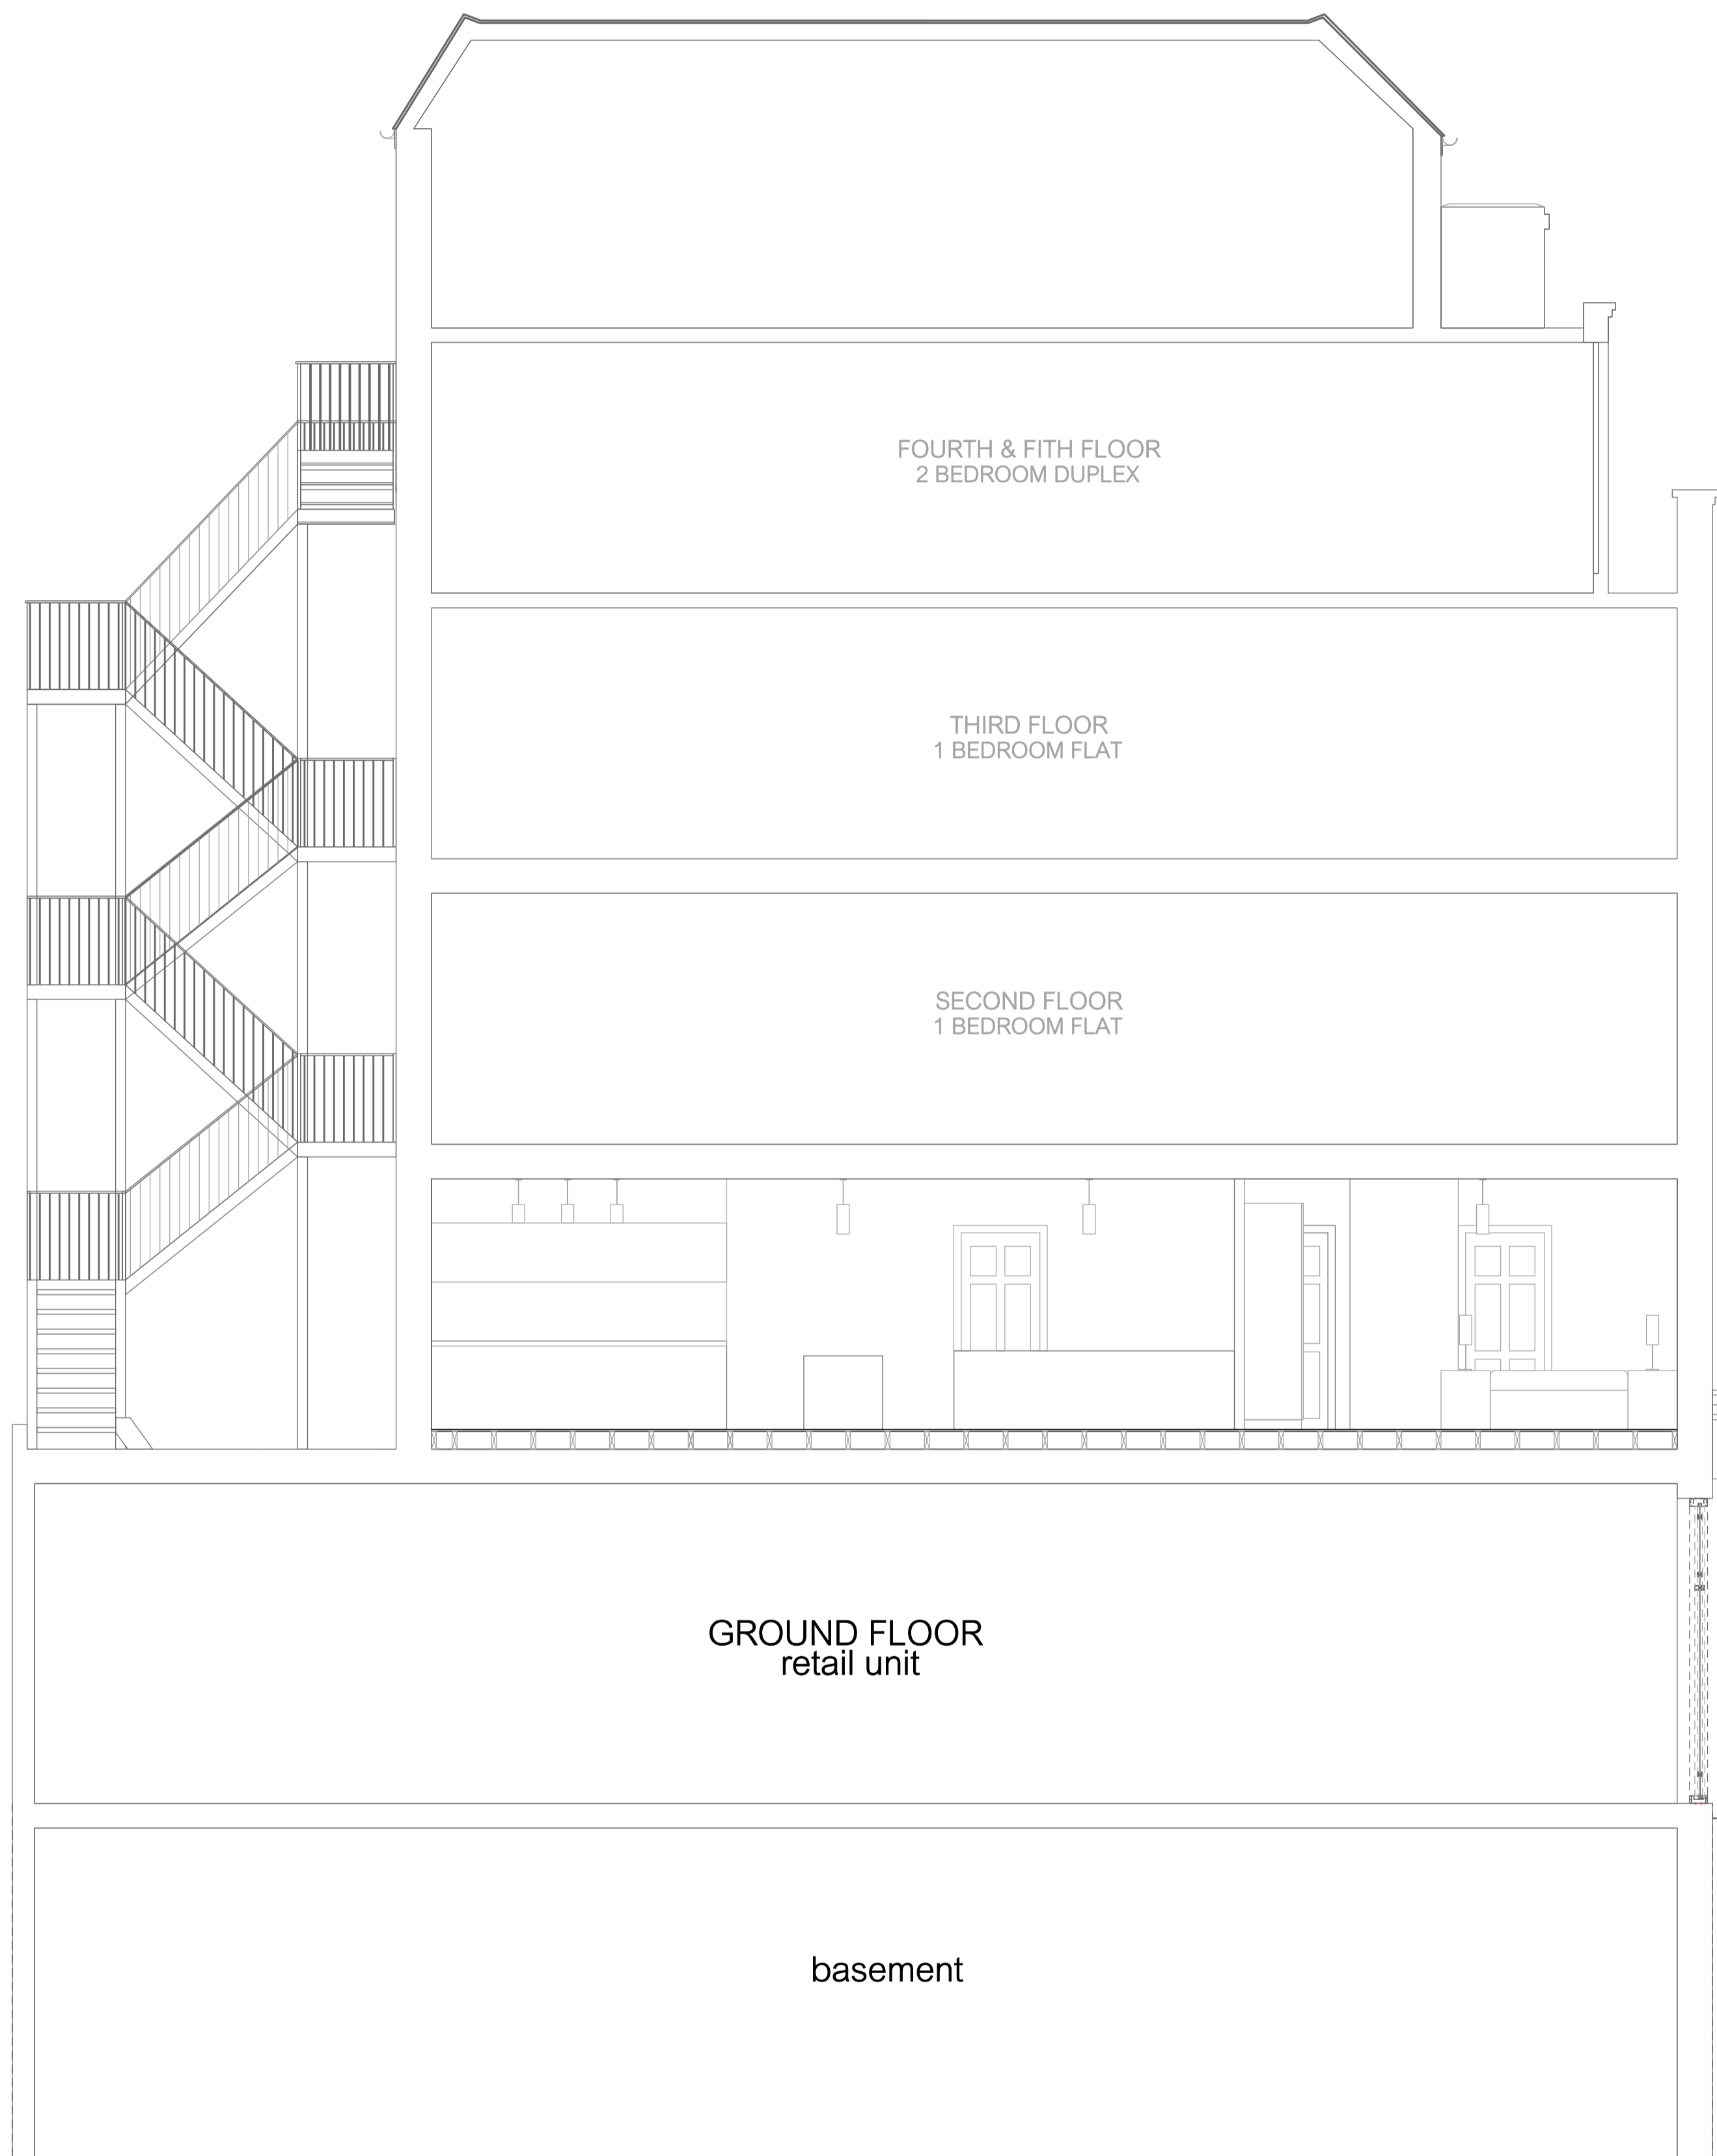 FOURTH & FITH FLOOR
2 BEDROOM DUPLEX
THIRD FLOOR
1 BEDROOM FLAT
SECOND FLOOR
1 BEDROOM FLAT
GROUND FLOOR
retail unit
basement